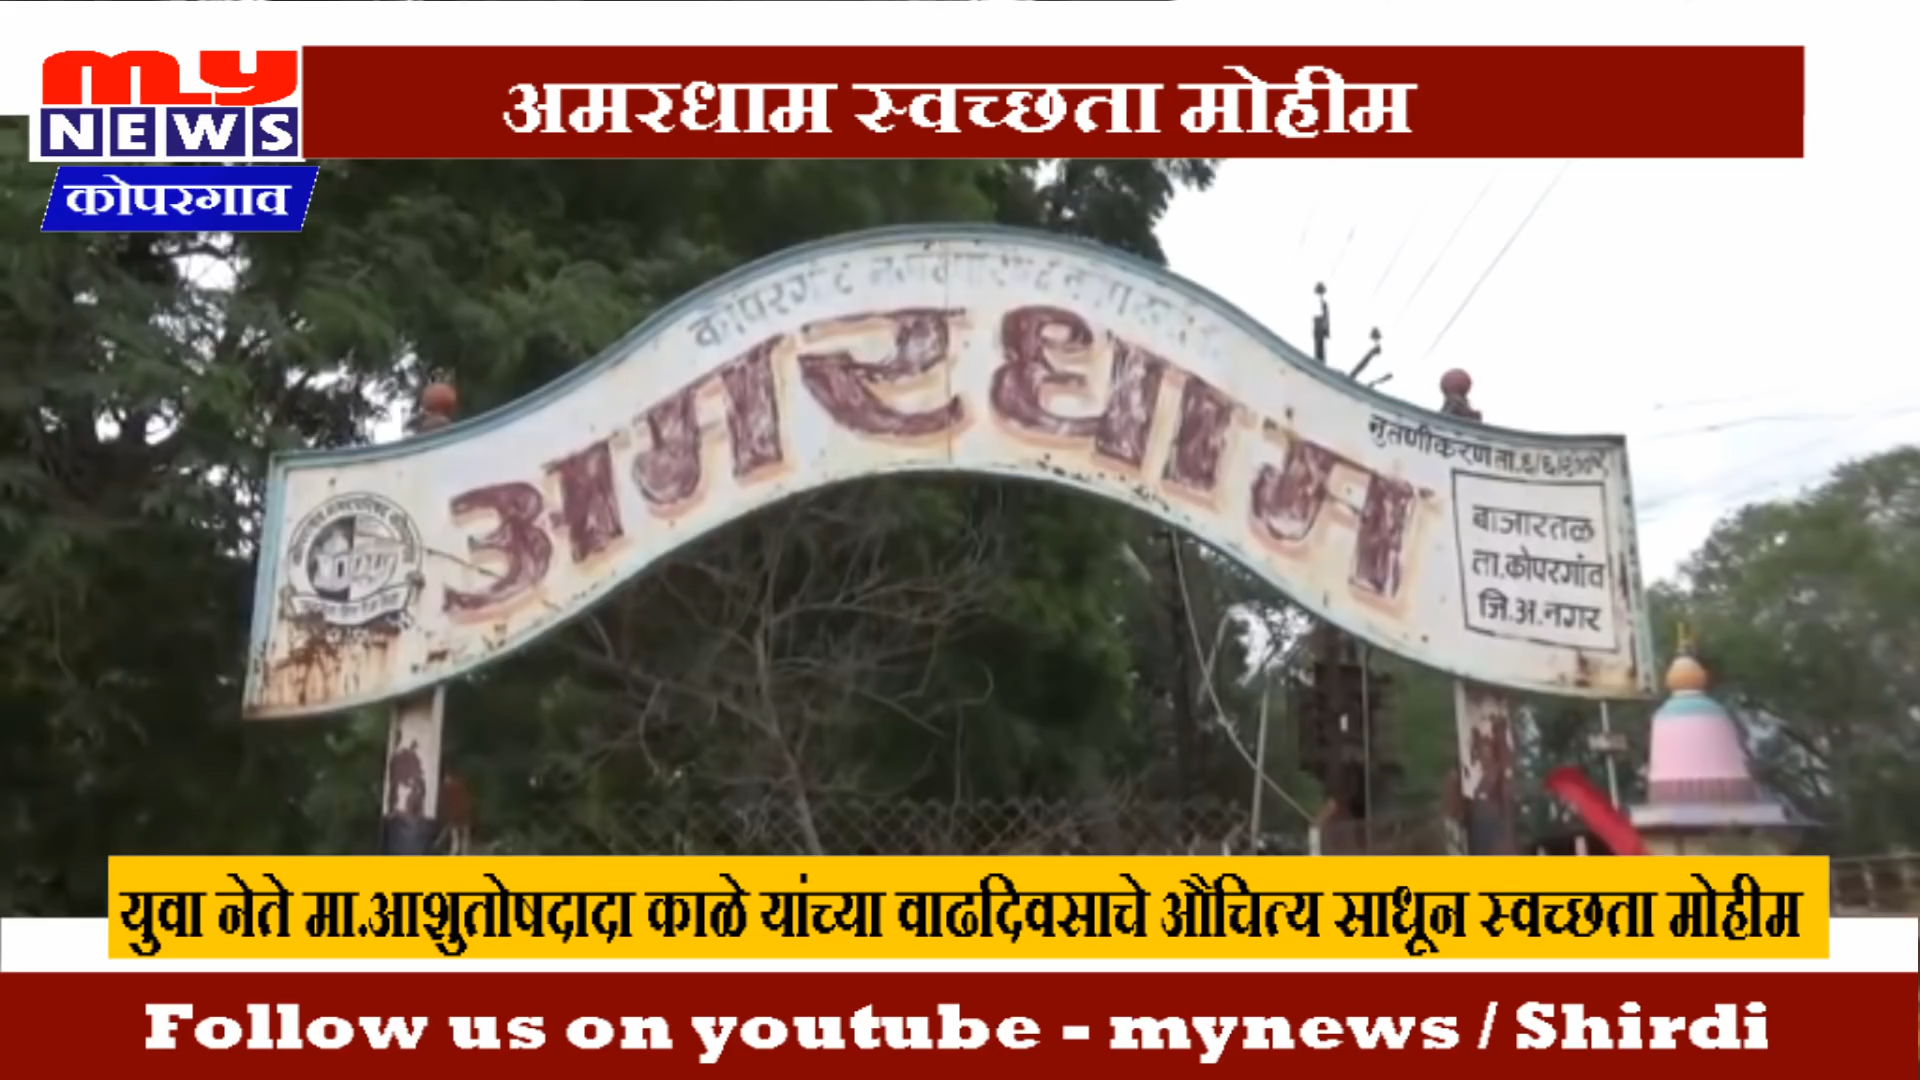 my
NEWS
कोपरगाव
अमरधाम स्वच्छता मोहीम
अमरधाम
नुतणीकरण ता.
बाजारतळ
ता.कोपरगांव
जि.अ.नगर
युवा नेते मा.आशुतोषदादा काळे यांच्या वाढदिवसाचे औचित्य साधून स्वच्छता मोहीम
Follow us on youtube - mynews / Shirdi